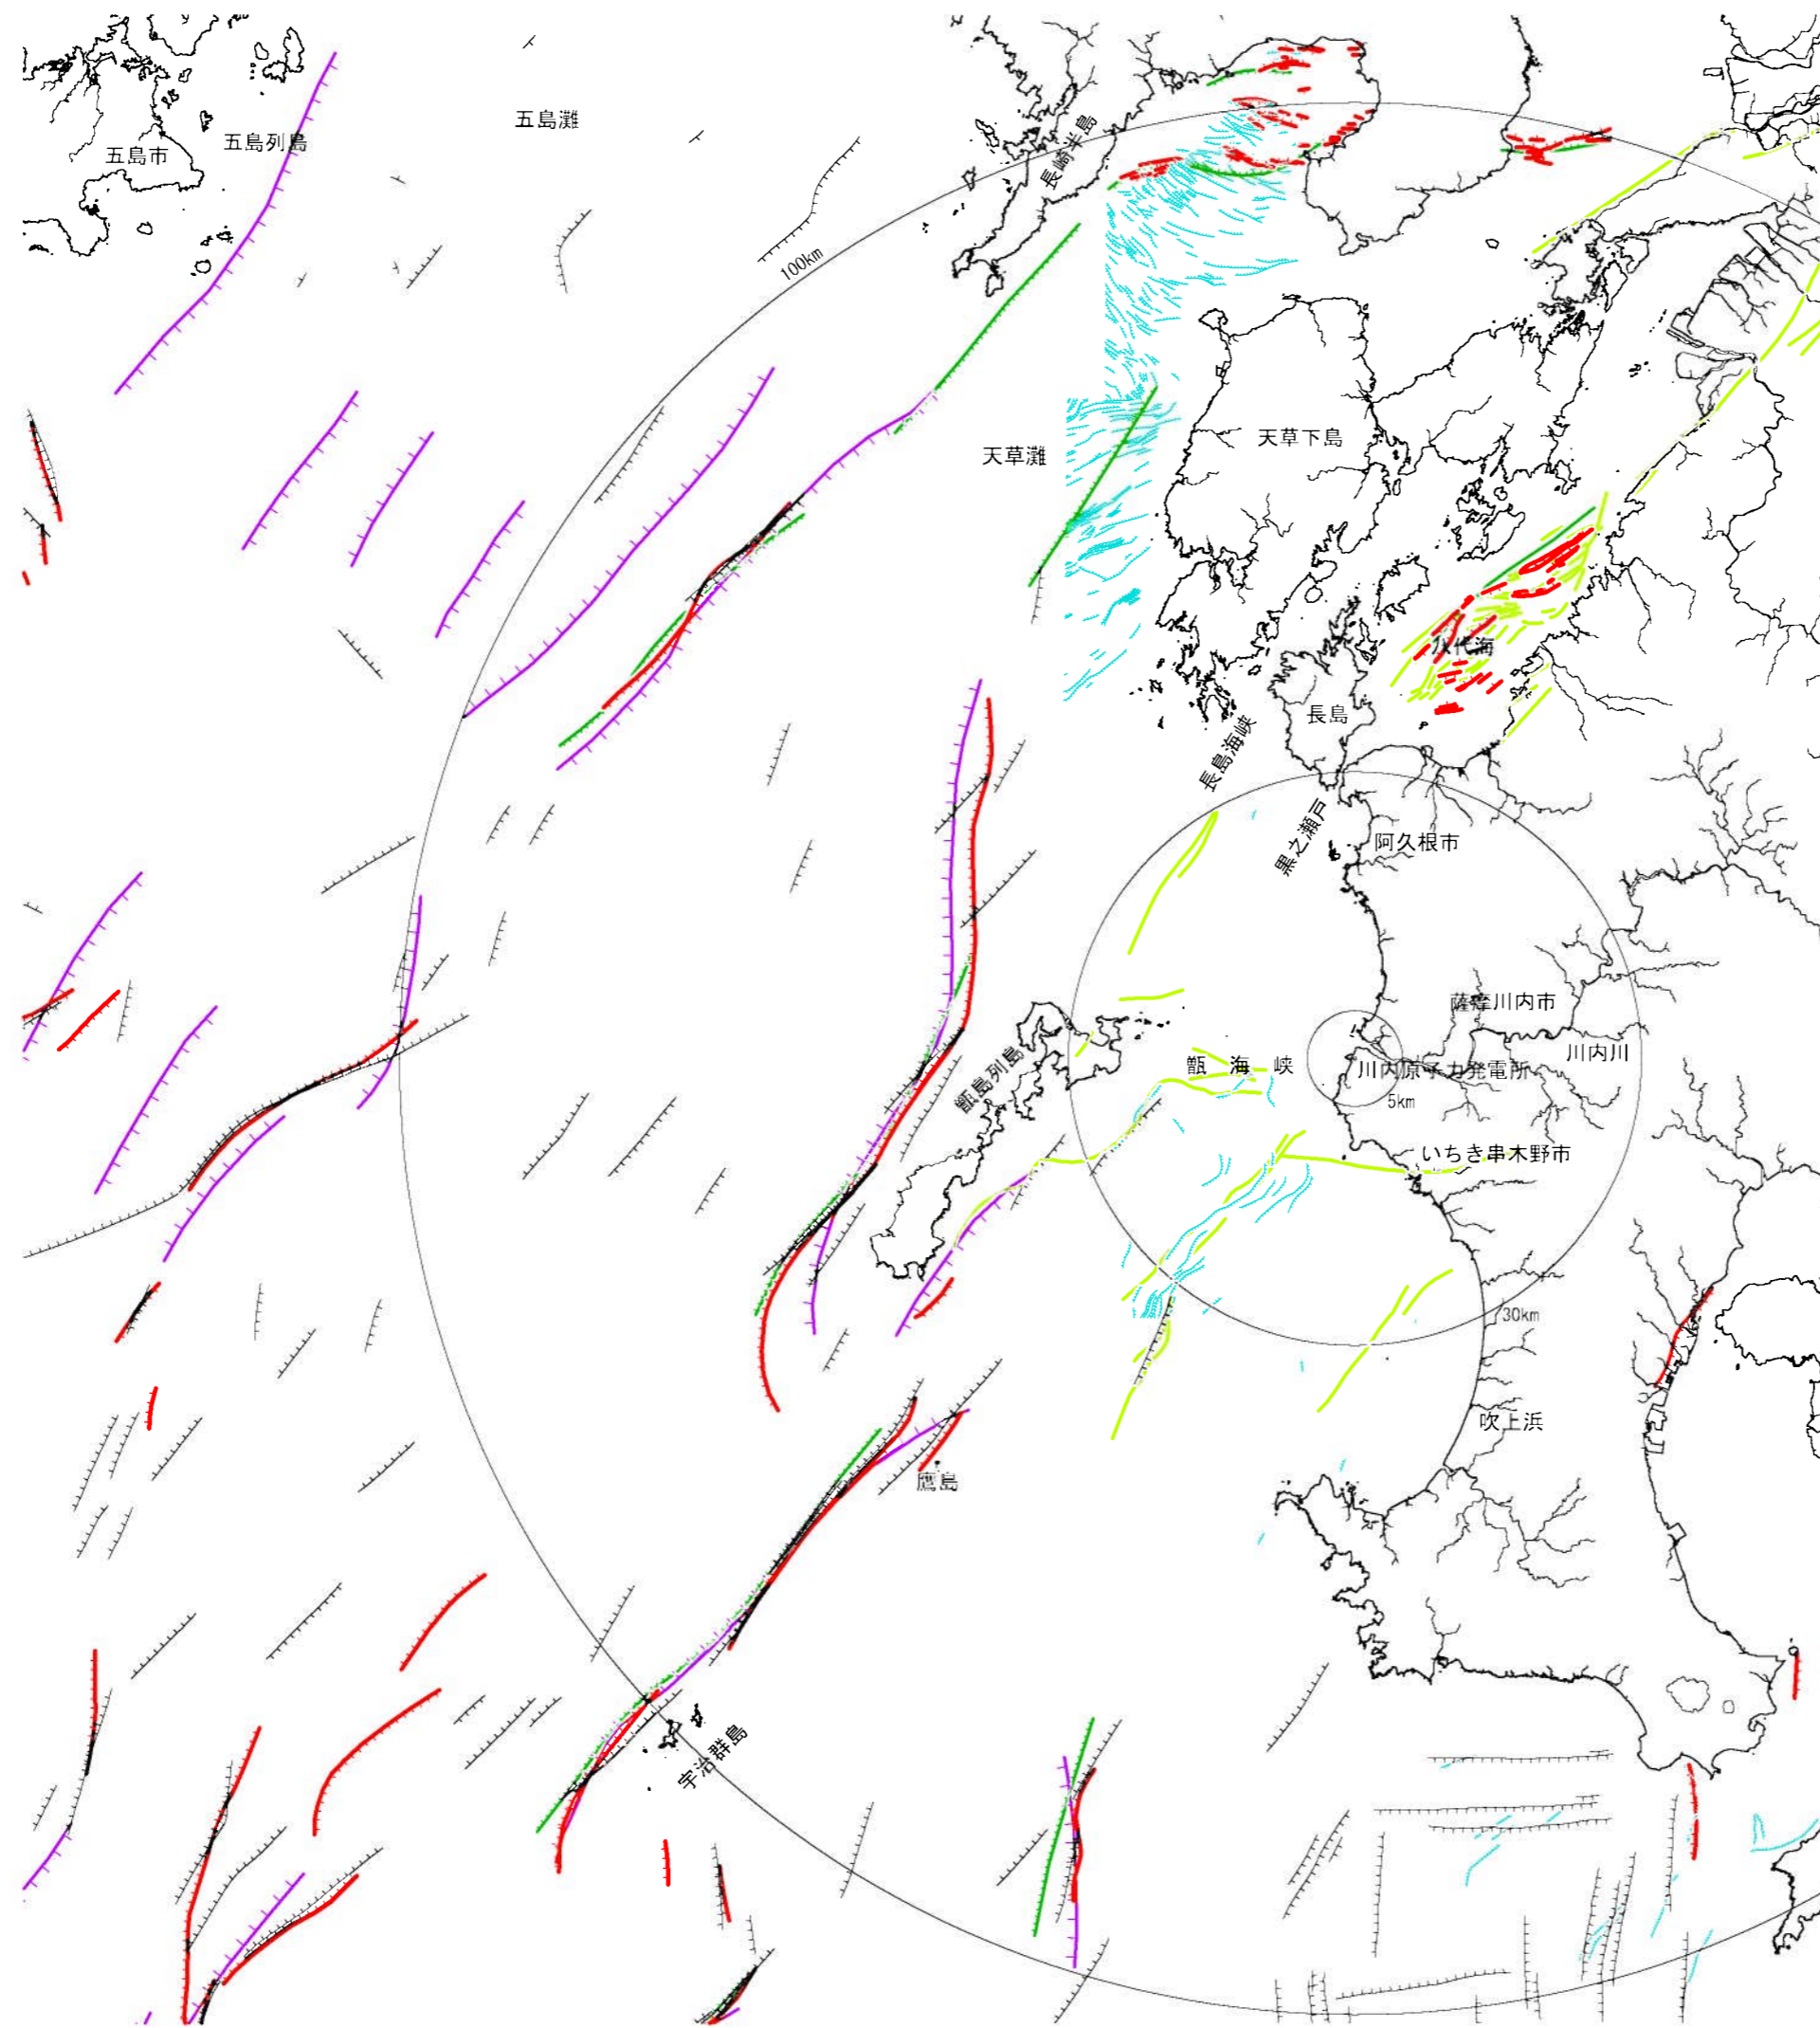 五島灘
五島列島
五島市
長崎半島
100km
天草灘
天草下島
八代海
長島
長島海峡
黒之瀬戸
阿久根市
薩摩川内市
川内川
甑海峡
甑島列島
川内原子力発電所
5km
いちき串木野市
30km
吹上浜
鷹島
宇治群島